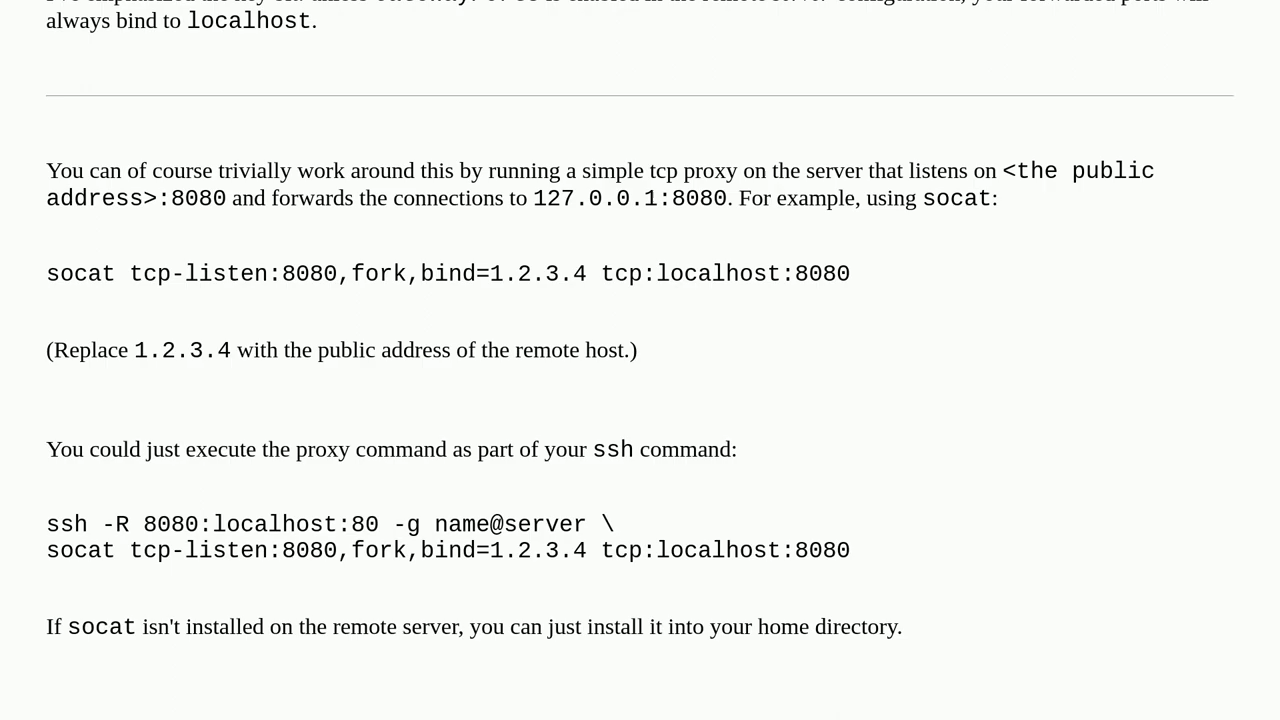 always bind to localhost.
You can of course trivially work around this by running a simple tcp proxy on the server that listens on <the public
address>:8080 and forwards the connections to 127.0.0.1:8080. For example, using socat:
socat tcp-listen:8080,fork,bind=1.2.3.4 tcp:localhost:8080
(Replace 1.2.3.4 with the public address of the remote host.)
You could just execute the proxy command as part of your ssh command:
ssh -R 8080:localhost:80 -g name@server \
socat tcp-listen:8080,fork,bind=1.2.3.4 tcp:localhost:8080
If socat isn't installed on the remote server, you can just install it into your home directory.